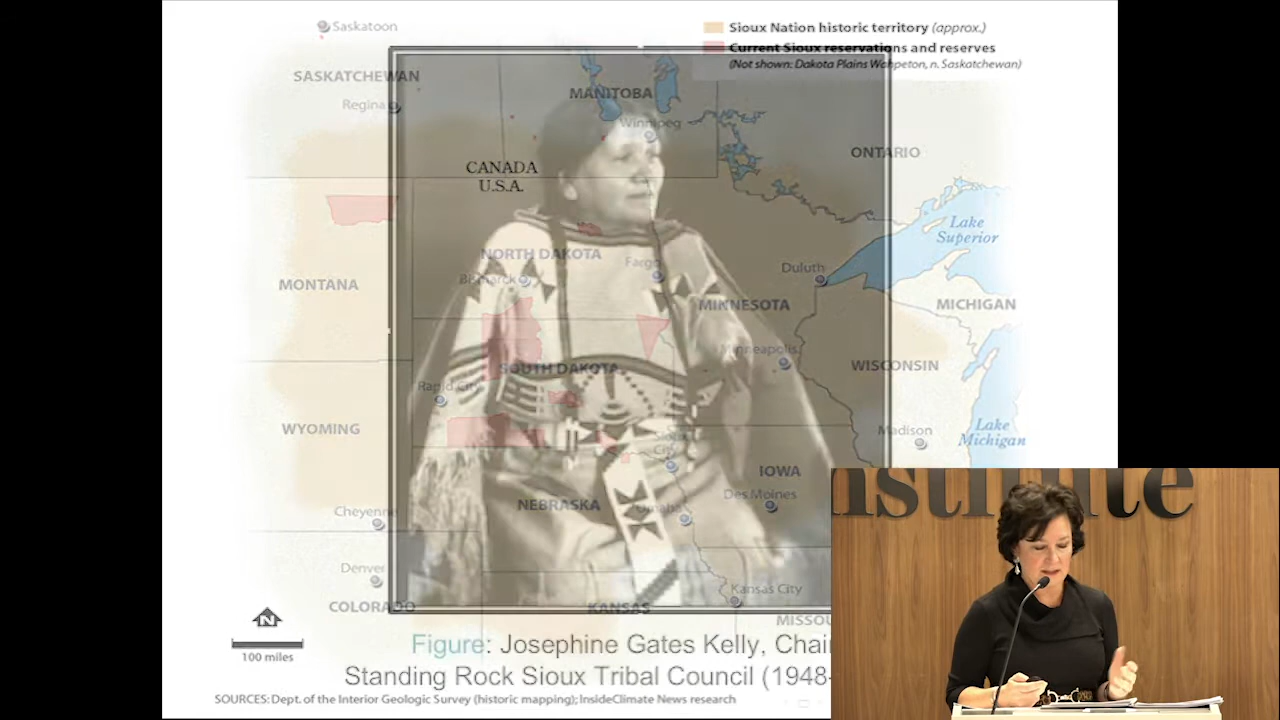 Saskatoon
Sioux Nation historic territory (approx.)
Current Sioux reservations and reserves
(Not shown: Dakota Plains Wahpeton, n. Saskatchewan)
SASKATCHEWAN
MANITOBA
Regina
Winnipeg
ONTARIO
CANADA
U.S.A.
Lake
Superior
NORTH DAKOTA
Fargo
Duluth
Bismarck
MONTANA
MINNESOTA
MICHIGAN
Minneapolis
WISCONSIN
SOUTH DAKOTA
Rapid City
WYOMING
Madison
Lake
Michigan
Sioux
City
IOWA
Des Moines
NEBRASKA
Omaha
Cheyenne
Denver
Kansas City
COLORADO
KANSAS
MISSOU
N
100 miles
Figure: Josephine Gates Kelly, Chair
Standing Rock Sioux Tribal Council (1948-
SOURCES: Dept. of the Interior Geologic Survey (historic mapping); InsideClimate News research
nstitute